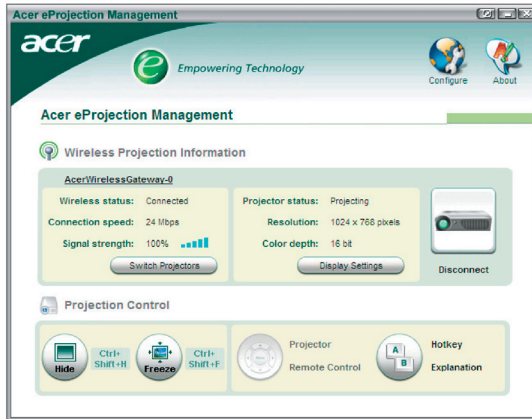 Acer eProjection Management
acer
e Empowering Technology
Configure
About
Acer eProjection Management
Wireless Projection Information
AcerWirelessGateway-0
Wireless status: Connected
Connection speed: 24 Mbps
Signal strength: 100%
Switch Projectors
Projector status: Projecting
Resolution: 1024 x 768 pixels
Color depth: 16 bit
Display Settings
Disconnect
Projection Control
Hide
Ctrl+
Shift+H
Freeze
Ctrl+
Shift+F
Projector
Remote Control
A
B
Hotkey
Explanation